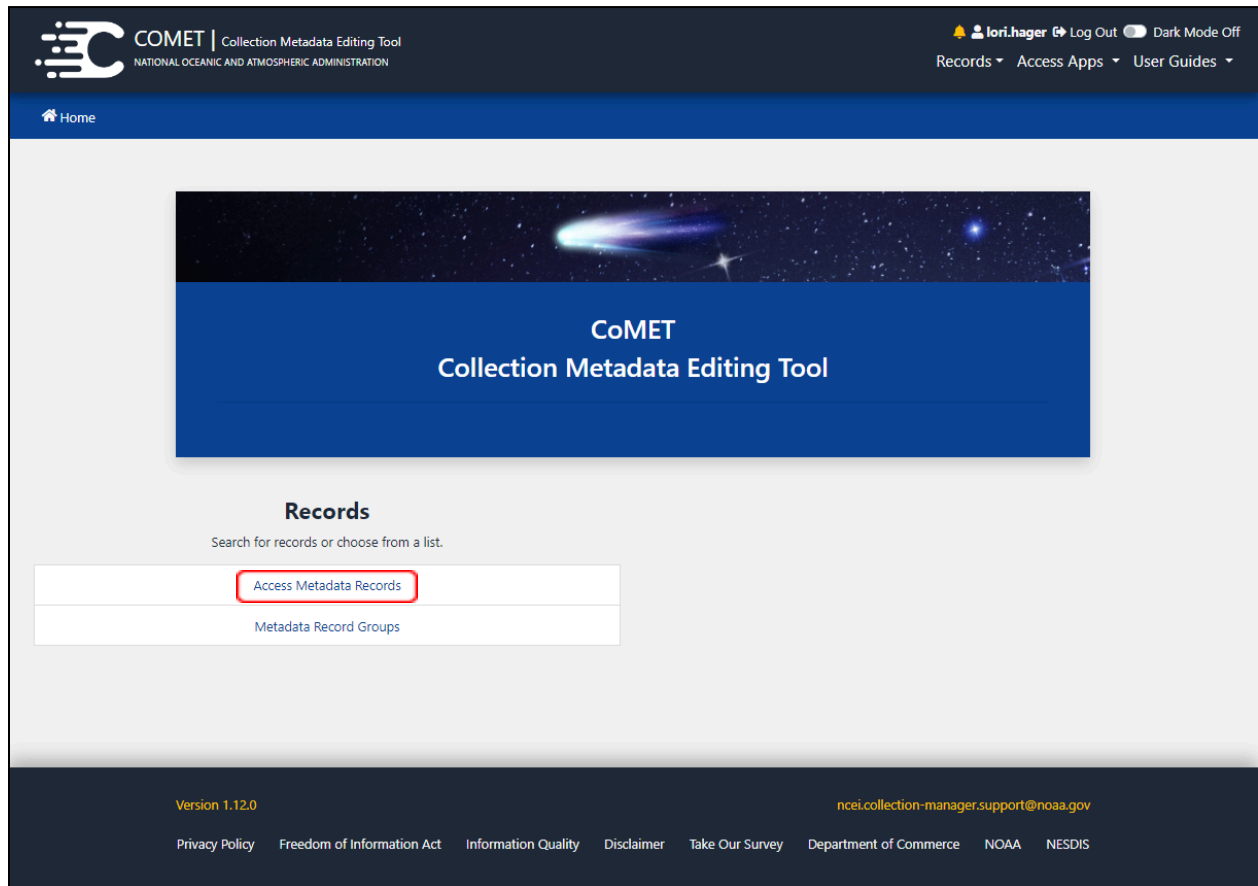 COMET | Collection Metadata Editing Tool
NATIONAL OCEANIC AND ATMOSPHERIC ADMINISTRATION
lori.hager Log Out Dark Mode Off
Records Access Apps User Guides
Home
CoMET
Collection Metadata Editing Tool
Records
Search for records or choose from a list.
Access Metadata Records
Metadata Record Groups
Version 1.12.0
ncei.collection-manager.support@noaa.gov
Privacy Policy Freedom of Information Act Information Quality Disclaimer Take Our Survey Department of Commerce NOAA NESDIS